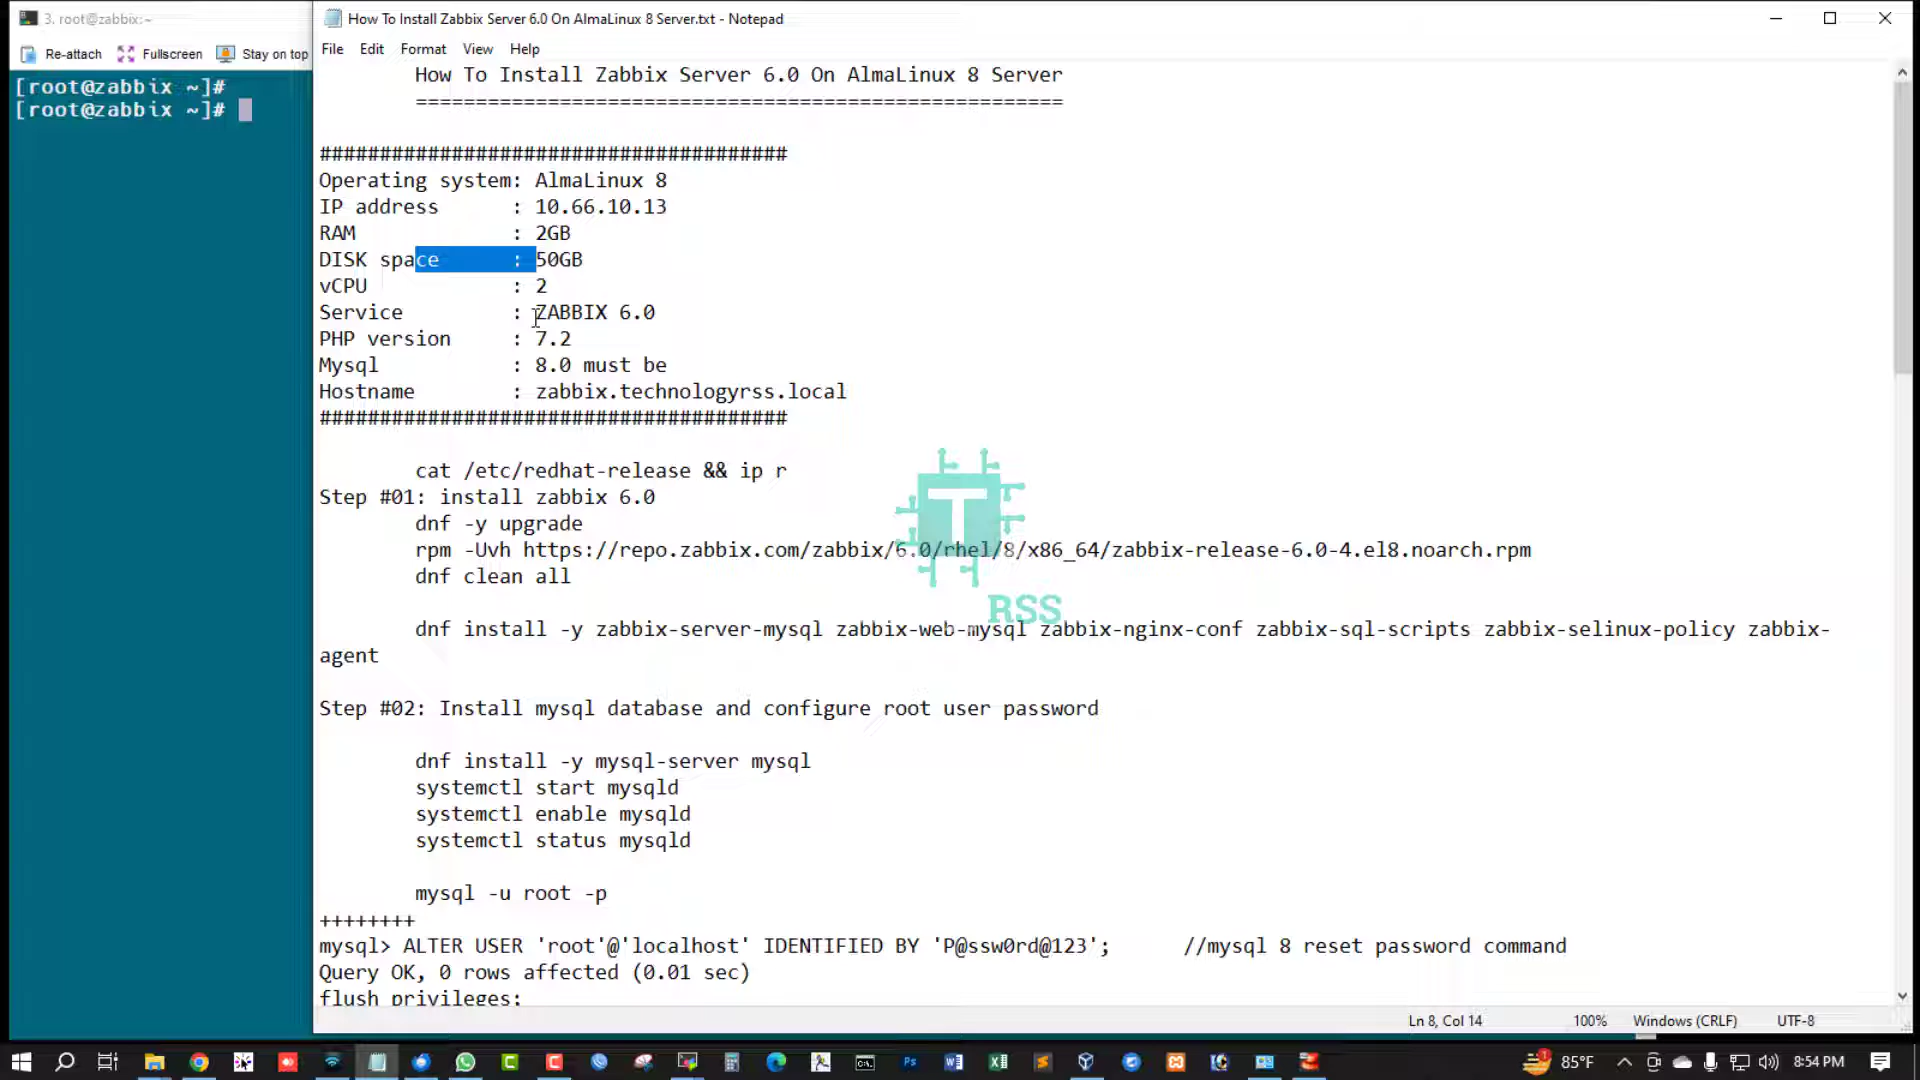 3. root@zabbix:~
How To Install Zabbix Server 6.0 On AlmaLinux 8 Server.txt - Notepad
Re-attach Fullscreen Stay on top
File Edit Format View Help
[root@zabbix ~]#
[root@zabbix ~]#
How To Install Zabbix Server 6.0 On AlmaLinux 8 Server
======================================================
#######################################
Operating system: AlmaLinux 8
IP address : 10.66.10.13
RAM : 2GB
DISK space : 50GB
vCPU : 2
Service : ZABBIX 6.0
PHP version : 7.2
Mysql : 8.0 must be
Hostname : zabbix.technologyrss.local
#######################################
cat /etc/redhat-release && ip r
Step #01: install zabbix 6.0
dnf -y upgrade
rpm -Uvh https://repo.zabbix.com/zabbix/6.0/rhel/8/x86_64/zabbix-release-6.0-4.el8.noarch.rpm
dnf clean all
T
RSS
dnf install -y zabbix-server-mysql zabbix-web-mysql zabbix-nginx-conf zabbix-sql-scripts zabbix-selinux-policy zabbix-
agent
Step #02: Install mysql database and configure root user password
dnf install -y mysql-server mysql
systemctl start mysqld
systemctl enable mysqld
systemctl status mysqld
mysql -u root -p
++++++++
mysql> ALTER USER 'root'@'localhost' IDENTIFIED BY 'P@ssw0rd@123'; //mysql 8 reset password command
Query OK, 0 rows affected (0.01 sec)
flush privileges;
Ln 8, Col 14 100% Windows (CRLF) UTF-8
85°F 8:54 PM